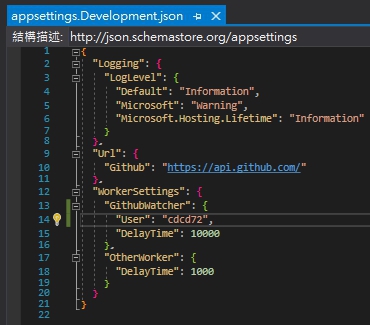 appsettings.Development.json
結構描述: http://json.schemastore.org/appsettings
1 {
2 "Logging": {
3 "LogLevel": {
4 "Default": "Information",
5 "Microsoft": "Warning",
6 "Microsoft.Hosting.Lifetime": "Information"
7 }
8 },
9 "Url": {
10 "Github": "https://api.github.com/"
11 },
12 "WorkerSettings": {
13 "GithubWatcher": {
14 "User": "cdcd72",
15 "DelayTime": 10000
16 },
17 "OtherWorker": {
18 "DelayTime": 1000
19 }
20 }
21 }
22